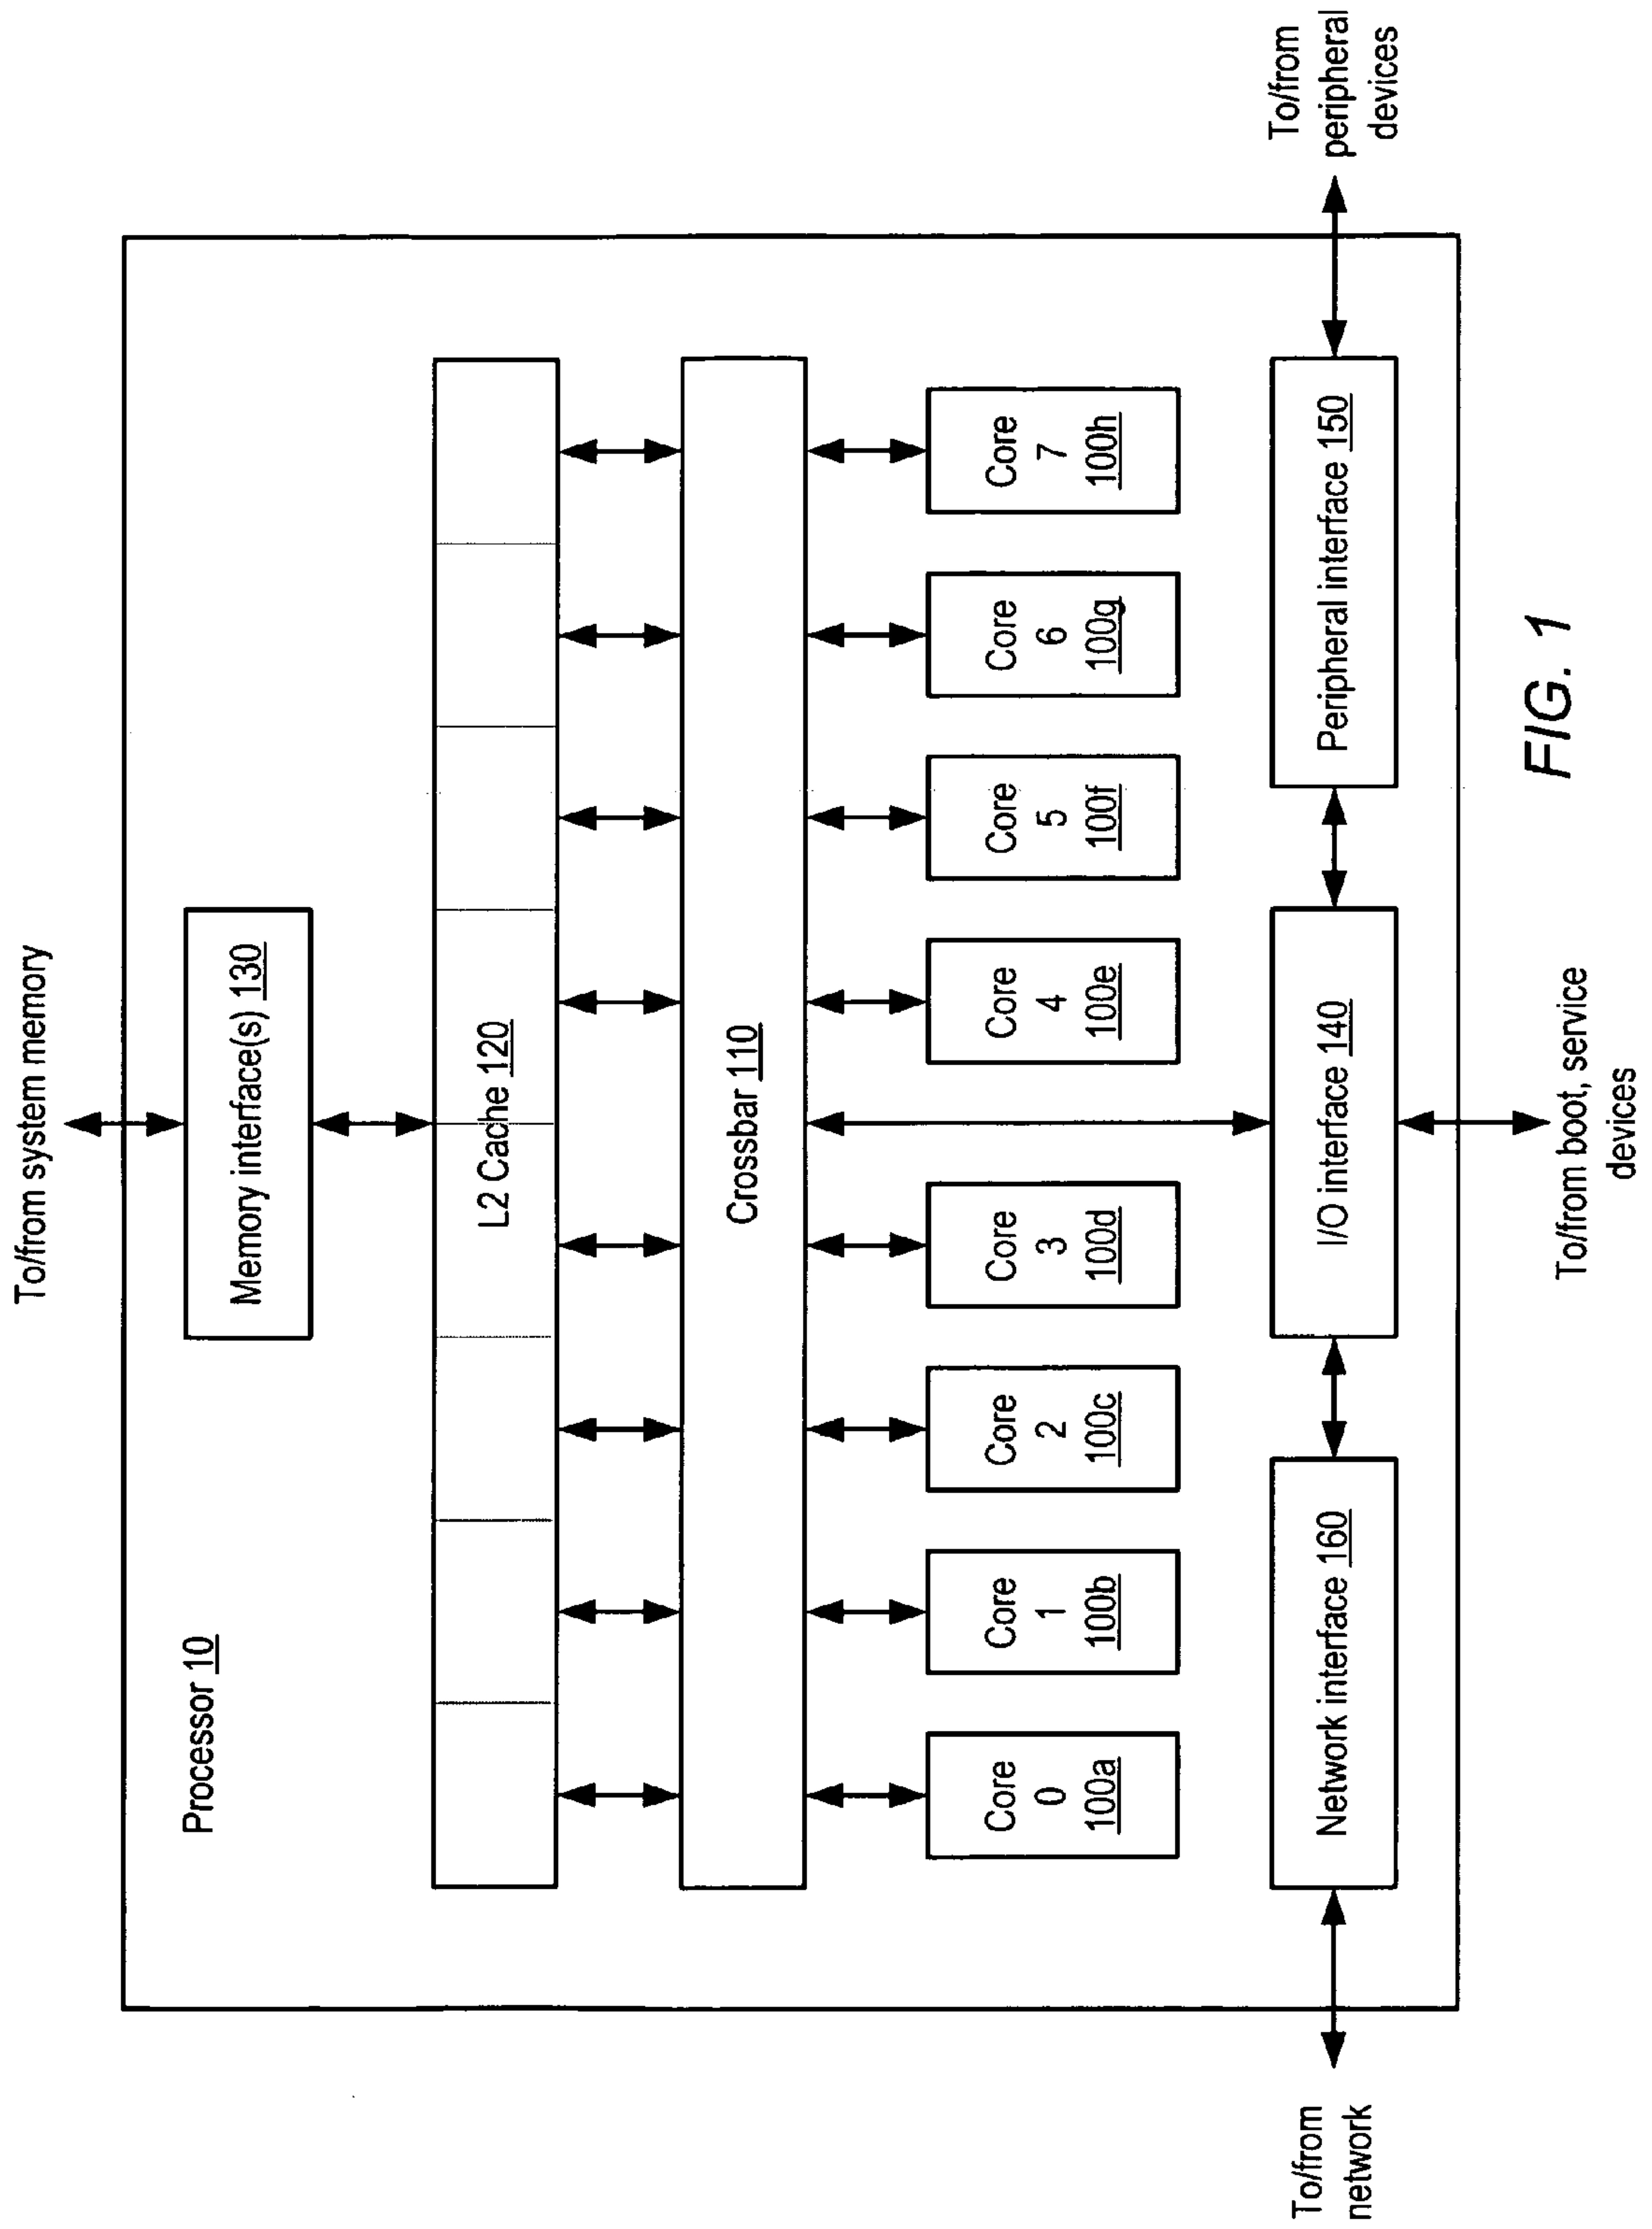 To/from system memory
Processor 10
Memory interface(s) 130
L2 Cache 120
Crossbar 110
Core
0
100a
Core
1
100b
Core
2
100c
Core
3
100d
Core
4
100e
Core
5
100f
Core
6
100g
Core
7
100h
Network interface 160
I/O interface 140
Peripheral interface 150
To/from
network
To/from boot, service
devices
To/from
peripheral
devices
FIG. 1